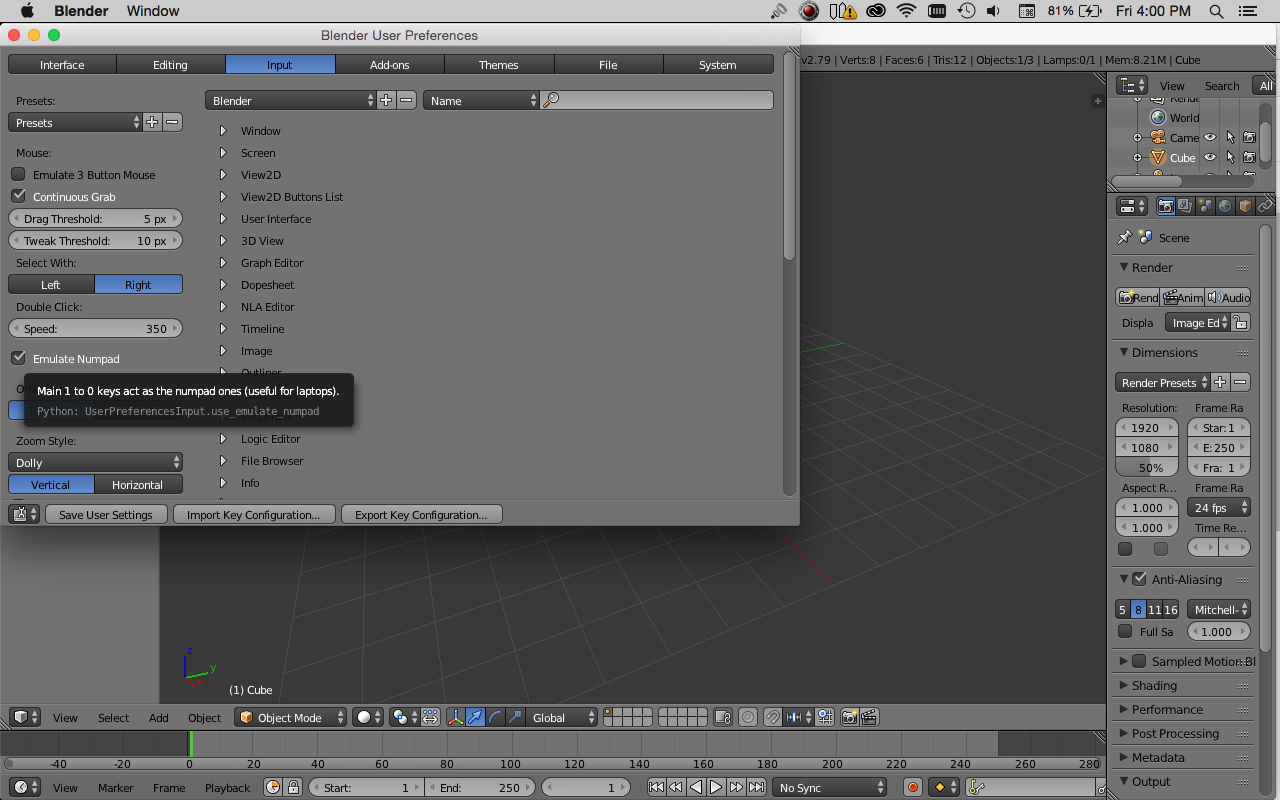 Blender Window 81% Fri 4:00 PM
Blender User Preferences
Interface Editing Input Add-ons Themes File System
v2.79 | Verts:8 | Faces:6 | Tris:12 | Objects:1/3 | Lamps:0/1 | Mem:8.21M | Cube
View Search All
World
Came
Cube
Presets:
Presets
Mouse:
Emulate 3 Button Mouse
Continuous Grab
Drag Threshold: 5 px
Tweak Threshold: 10 px
Select With:
Left Right
Double Click:
Speed: 350
Emulate Numpad
Main 1 to 0 keys act as the numpad ones (useful for laptops).
Python: UserPreferencesInput.use_emulate_numpad
Zoom Style:
Dolly
Vertical Horizontal
Blender Name
Window
Screen
View2D
View2D Buttons List
User Interface
3D View
Graph Editor
Dopesheet
NLA Editor
Timeline
Image
Outliner
Logic Editor
File Browser
Info
Save User Settings Import Key Configuration... Export Key Configuration...
Scene
Render
Rend Anim Audio
Displa Image Ed
Dimensions
Render Presets
Resolution: Frame Ra
1920 Star: 1
1080 E: 250
50% Fra: 1
Aspect R... Frame Ra
1.000 24 fps
1.000 Time Re...
Anti-Aliasing
5 8 11 16 Mitchell-
Full Sa 1.000
Sampled Motion Bl
Shading
Performance
Post Processing
Metadata
Output
(1) Cube
z
y
View Select Add Object Object Mode Global
-40 -20 0 20 40 60 80 100 120 140 160 180 200 220 240 260 280
View Marker Frame Playback Start: 1 End: 250 1 No Sync